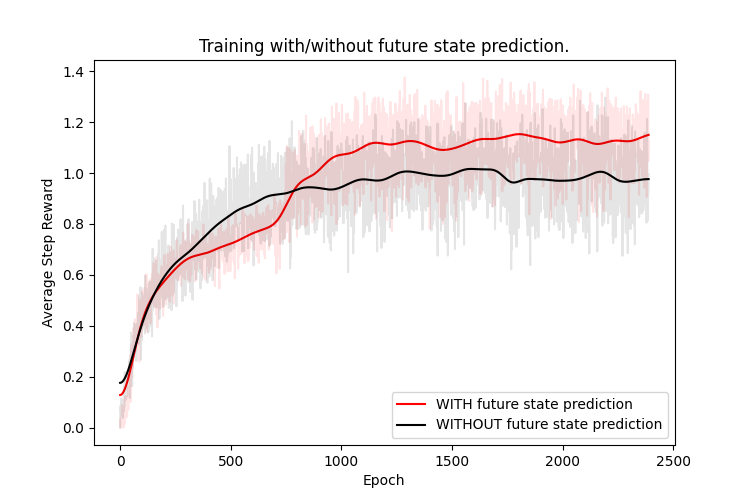 Training with/without future state prediction.
Average Step Reward
1.4
1.2
1.0
0.8
0.6
0.4
0.2
0.0
WITH future state prediction
WITHOUT future state prediction
0 500 1000 1500 2000 2500
Epoch